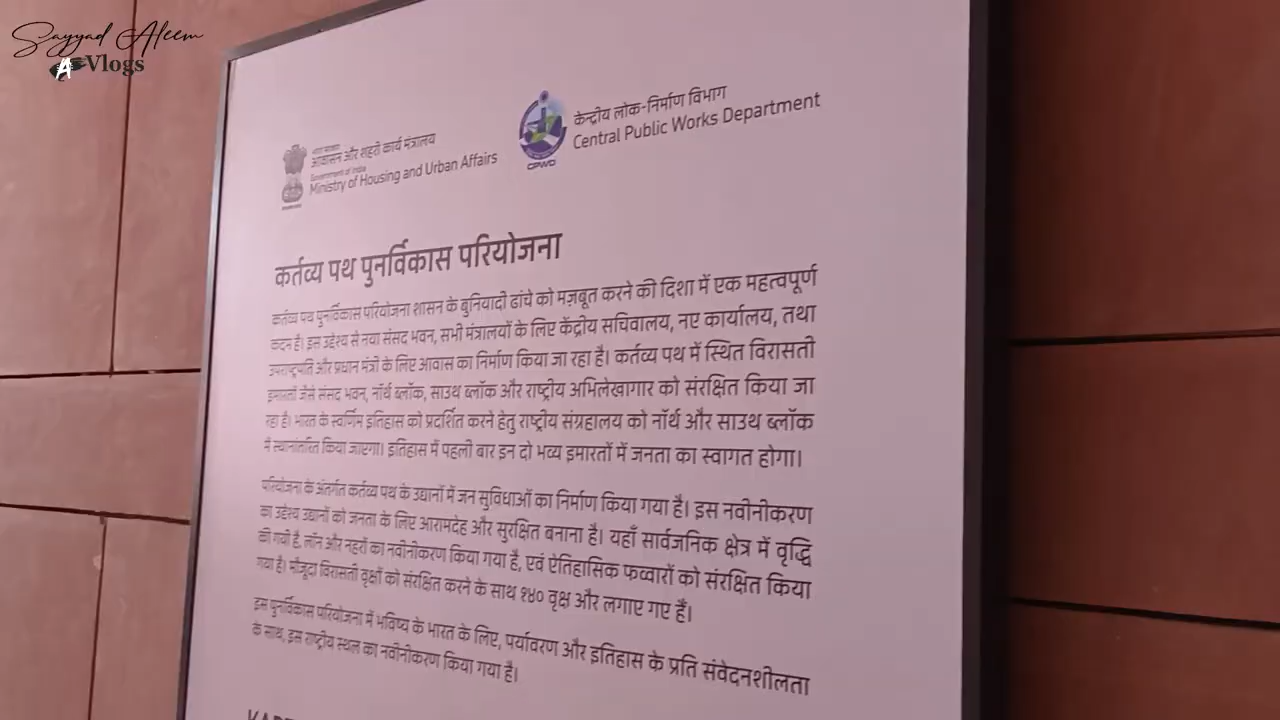 Sayyad Aleem
A Vlogs
भारत सरकार
आवासन और शहरी कार्य मंत्रालय
Government of India
Ministry of Housing and Urban Affairs
केन्द्रीय लोक-निर्माण विभाग
Central Public Works Department
CPWD
कर्तव्य पथ पुनर्विकास परियोजना
कर्तव्य पथ पुनर्विकास परियोजना शासन के बुनियादी ढांचे को मज़बूत करने की दिशा में एक महत्वपूर्ण
कदम है। इस उद्देश्य से नया संसद भवन, सभी मंत्रालयों के लिए केंद्रीय सचिवालय, नए कार्यालय, तथा
उपराष्ट्रपति और प्रधान मंत्री के लिए आवास का निर्माण किया जा रहा है। कर्तव्य पथ में स्थित विरासती
इमारतों जैसे संसद भवन, नॉर्थ ब्लॉक, साउथ ब्लॉक और राष्ट्रीय अभिलेखागार को संरक्षित किया जा
रहा है। भारत के स्वर्णिम इतिहास को प्रदर्शित करने हेतु राष्ट्रीय संग्रहालय को नॉर्थ और साउथ ब्लॉक
में स्थानांतरित किया जाएगा। इतिहास में पहली बार इन दो भव्य इमारतों में जनता का स्वागत होगा।
परियोजना के अंतर्गत कर्तव्य पथ के उद्यानों में जन सुविधाओं का निर्माण किया गया है। इस नवीनीकरण
का उद्देश्य उद्यानों को जनता के लिए आरामदेह और सुरक्षित बनाना है। यहाँ सार्वजनिक क्षेत्र में वृद्धि
की गयी है, लॉन और नहरों का नवीनीकरण किया गया है, एवं ऐतिहासिक फव्वारों को संरक्षित किया
गया है। मौजूदा विरासती वृक्षों को संरक्षित करने के साथ १४० वृक्ष और लगाए गए हैं।
इस पुनर्विकास परियोजना में भविष्य के भारत के लिए, पर्यावरण और इतिहास के प्रति संवेदनशीलता
के साथ, इस राष्ट्रीय स्थल का नवीनीकरण किया गया है।